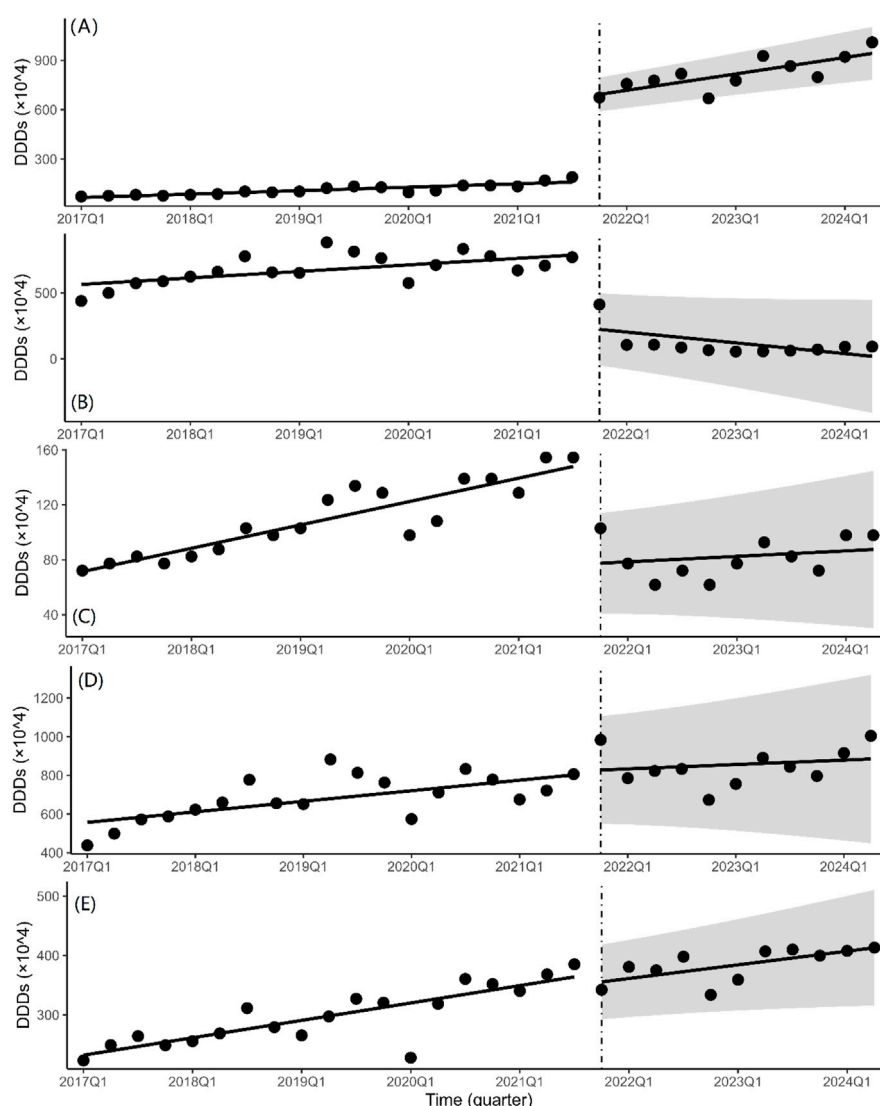 (A)
DDDs (×10^4)
900
600
300
2017Q1 2018Q1 2019Q1 2020Q1 2021Q1 2022Q1 2023Q1 2024Q1
DDDs (×10^4)
500
0
(B)
2017Q1 2018Q1 2019Q1 2020Q1 2021Q1 2022Q1 2023Q1 2024Q1
DDDs (×10^4)
160
120
80
40
(C)
2017Q1 2018Q1 2019Q1 2020Q1 2021Q1 2022Q1 2023Q1 2024Q1
(D)
DDDs (×10^4)
1200
1000
800
600
400
2017Q1 2018Q1 2019Q1 2020Q1 2021Q1 2022Q1 2023Q1 2024Q1
(E)
DDDs (×10^4)
500
400
300
2017Q1 2018Q1 2019Q1 2020Q1 2021Q1 2022Q1 2023Q1 2024Q1
Time (quarter)